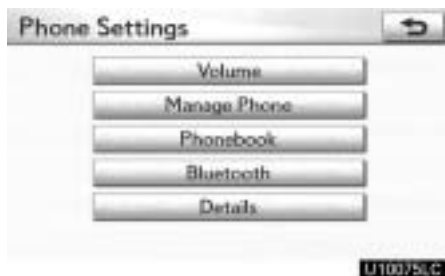 Phone Settings
Volume
Manage Phone
Phonebook
Bluetooth
Details
U10075LC